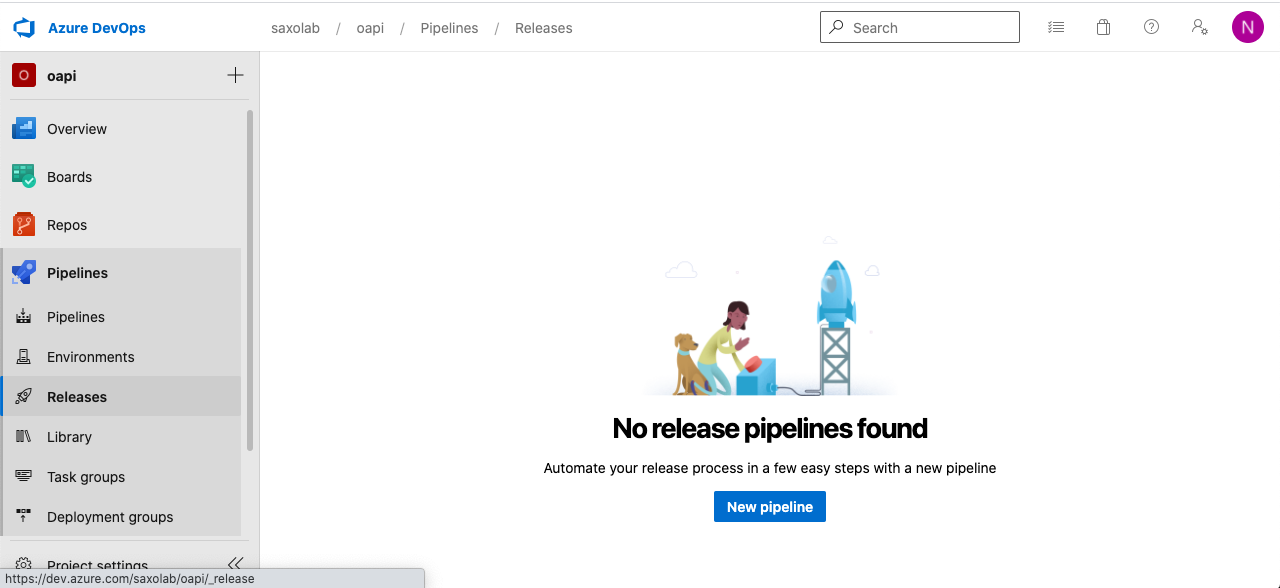 Azure DevOps
saxolab / oapi / Pipelines / Releases
Search
N
O oapi
Overview
Boards
Repos
Pipelines
Pipelines
Environments
Releases
Library
Task groups
Deployment groups
Project settings
https://dev.azure.com/saxolab/oapi/_release
No release pipelines found
Automate your release process in a few easy steps with a new pipeline
New pipeline